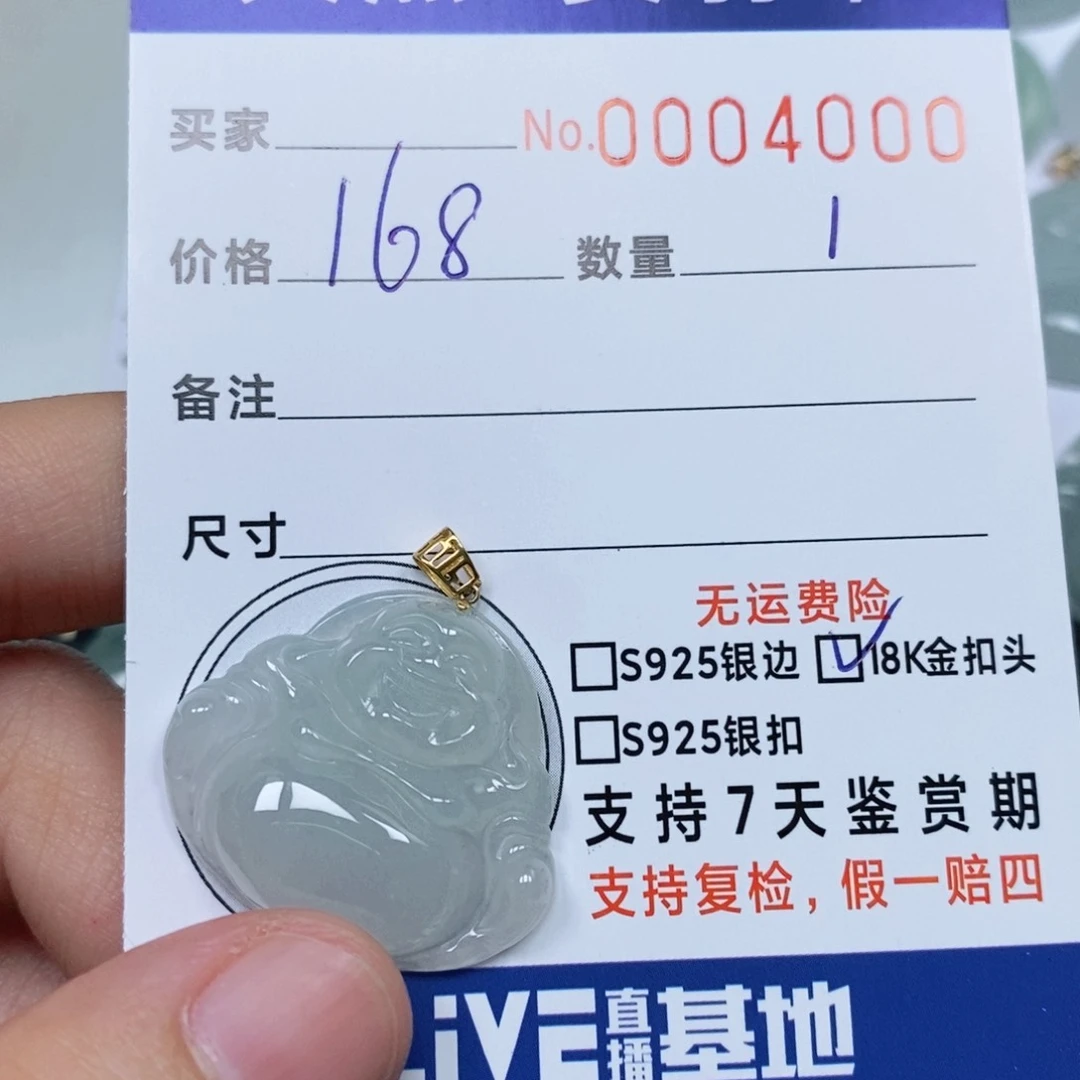 买家 No.0004000
价格 168 数量 1
备注
尺寸
无运费险
S925银边 18K金扣头
S925银扣
支持7天鉴赏期
支持复检,假一赔四
LIVE直播基地